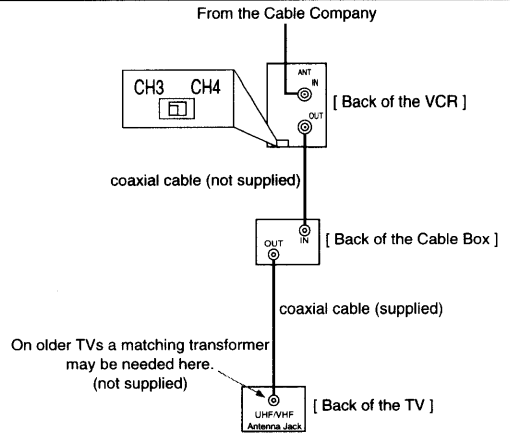 From the Cable Company
CH3 CH4
ANT
IN
[ Back of the VCR ]
OUT
coaxial cable (not supplied)
OUT
IN
[ Back of the Cable Box ]
coaxial cable (supplied)
On older TVs a matching transformer
may be needed here.
(not supplied)
UHF/VHF
Antenna Jack
[ Back of the TV ]